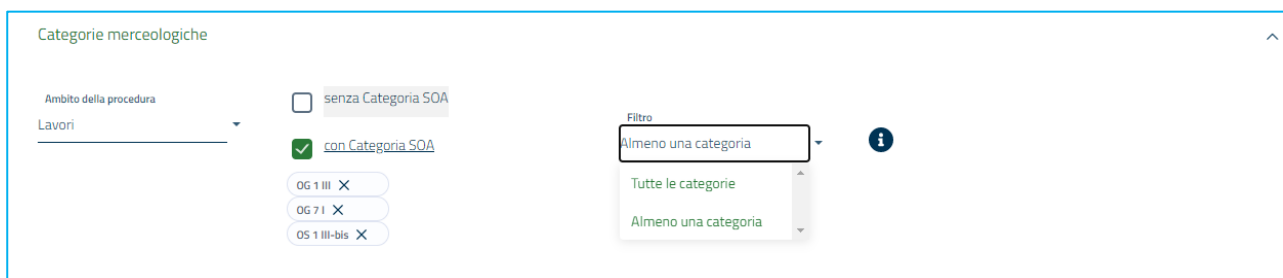 Categorie merceologiche
Ambito della procedura
Lavori
senza Categoria SOA
con Categoria SOA
OG 1 III
OG 7 I
OS 1 III-bis
Filtro
Almeno una categoria
Tutte le categorie
Almeno una categoria